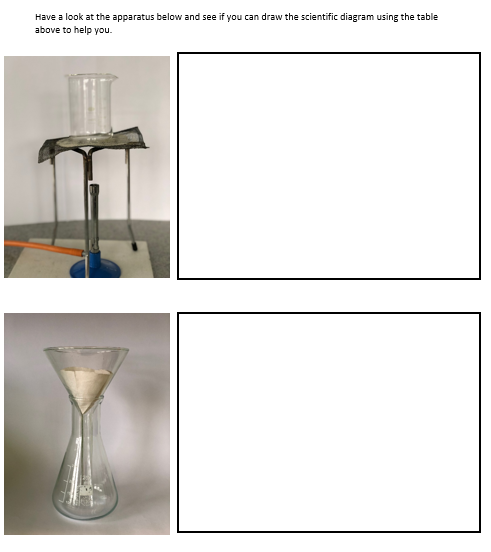 Have a look at the apparatus below and see if you can draw the scientific diagram using the table
above to help you.